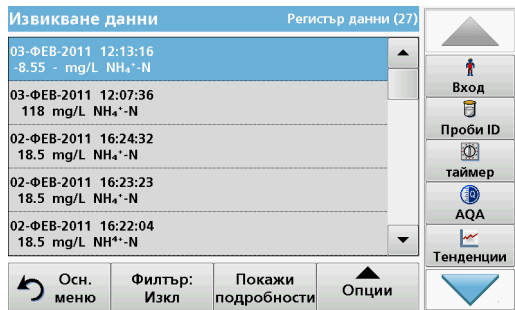 Извикване данни Регистър данни (27)
03-ФЕВ-2011 12:13:16
-8.55 - mg/L NH₄⁺-N
03-ФЕВ-2011 12:07:36
118 mg/L NH₄⁺-N
02-ФЕВ-2011 16:24:32
18.5 mg/L NH₄⁺-N
02-ФЕВ-2011 16:23:23
18.5 mg/L NH₄⁺-N
02-ФЕВ-2011 16:22:04
18.5 mg/L NH⁴⁺-N
Вход
Проби ID
таймер
AQA
Тенденции
Осн.
меню
Филтър:
Изкл
Покажи
подробности
Опции